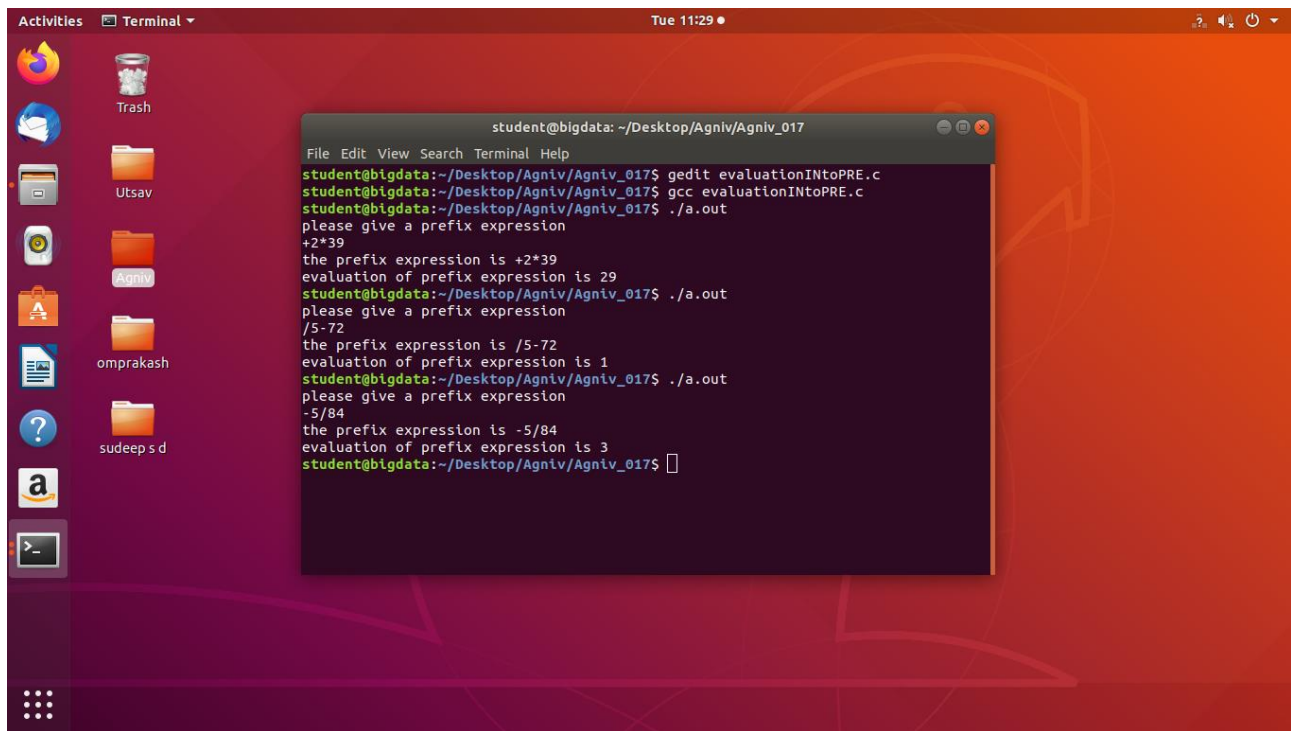 Activities Terminal Tue 11:29
Trash
Utsav
Agniv
omprakash
sudeep s d
student@bigdata: ~/Desktop/Agniv/Agniv_017
File Edit View Search Terminal Help
student@bigdata:~/Desktop/Agniv/Agniv_017$ gedit evaluationINtoPRE.c
student@bigdata:~/Desktop/Agniv/Agniv_017$ gcc evaluationINtoPRE.c
student@bigdata:~/Desktop/Agniv/Agniv_017$ ./a.out
please give a prefix expression
+2*39
the prefix expression is +2*39
evaluation of prefix expression is 29
student@bigdata:~/Desktop/Agniv/Agniv_017$ ./a.out
please give a prefix expression
/5-72
the prefix expression is /5-72
evaluation of prefix expression is 1
student@bigdata:~/Desktop/Agniv/Agniv_017$ ./a.out
please give a prefix expression
-5/84
the prefix expression is -5/84
evaluation of prefix expression is 3
student@bigdata:~/Desktop/Agniv/Agniv_017$